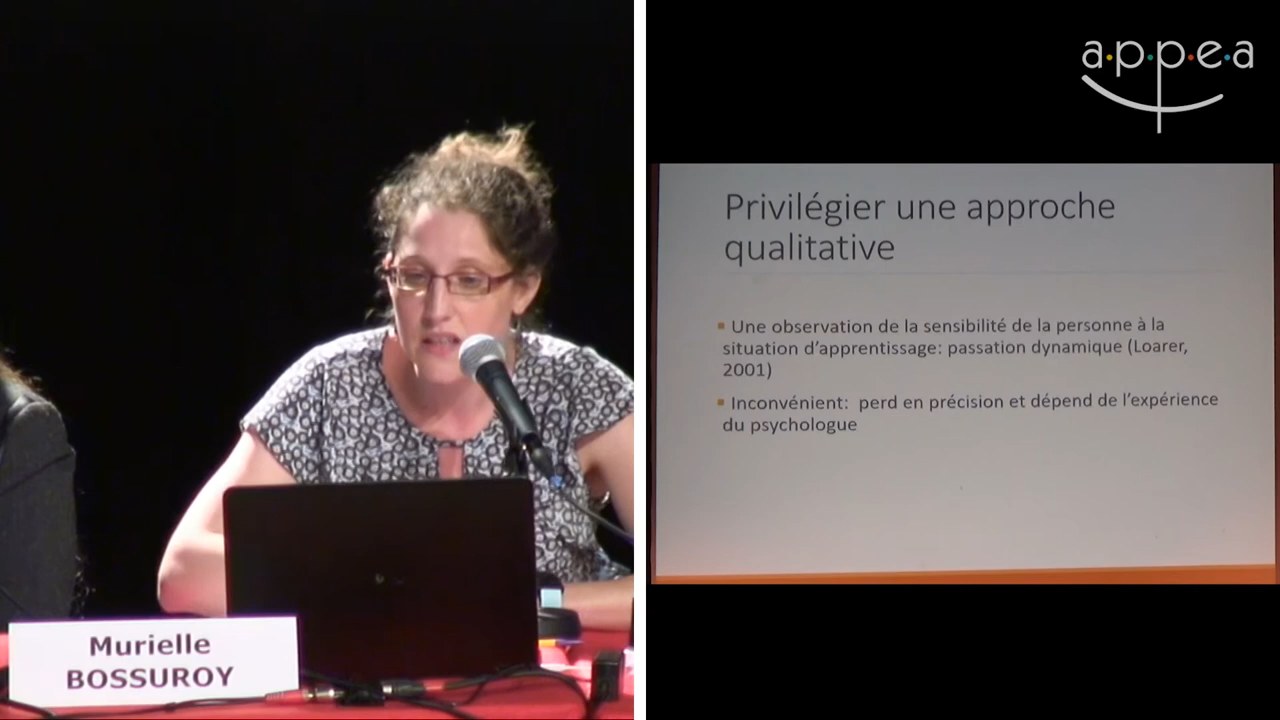 Murielle
BOSSUROY
a.p.p.e.a
Privilégier une approche
qualitative
Une observation de la sensibilité de la personne à la
situation d'apprentissage: passation dynamique (Loarer,
2001)
Inconvénient: perd en précision et dépend de l'expérience
du psychologue